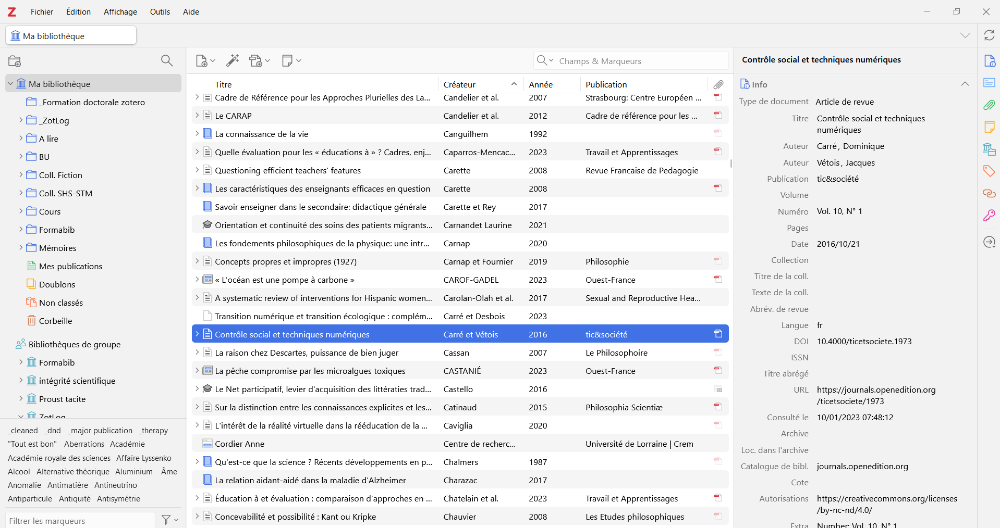 Z Fichier Édition Affichage Outils Aide
Ma bibliothèque
Ma bibliothèque
_Formation doctorale zotero
_ZotLog
A lire
BU
Coll. Fiction
Coll. SHS-STM
Cours
Formabib
Mémoires
Mes publications
Doublons
Non classés
Corbeille
Bibliothèques de groupe
Formabib
intégrité scientifique
Proust tacite
ZotLog
_cleaned _dnd _major publication _therapy
"Tout est bon" Aberrations Académie
Académie royale des sciences Affaire Lyssenko
Alcool Alternative théorique Aluminium Âme
Anomalie Antimatière Antineutrino
Antiparticule Antiquité Antisymétrie
Filtrer les marqueurs
Champs & Marqueurs
Titre Créateur Année Publication
Cadre de Référence pour les Approches Plurielles des La... Candelier et al. 2007 Strasbourg: Centre Européen ...
Le CARAP Candelier et al. 2012 Cadre de référence pour les ...
La connaissance de la vie Canguilhem 1992
Quelle évaluation pour les « éducations à » ? Cadres, enj... Caparros-Mencac... 2023 Travail et Apprentissages
Questioning efficient teachers' features Carette 2008 Revue Francaise de Pedagogie
Les caractéristiques des enseignants efficaces en question Carette 2008
Savoir enseigner dans le secondaire: didactique générale Carette et Rey 2017
Orientation et continuité des soins des patients migrants... Carnandet Laurine 2021
Les fondements philosophiques de la physique: une intr... Carnap 2020
Concepts propres et impropres (1927) Carnap et Fournier 2019 Philosophie
« L'océan est une pompe à carbone » CAROF-GADEL 2023 Ouest-France
A systematic review of interventions for Hispanic women... Carolan-Olah et al. 2017 Sexual and Reproductive Hea...
Transition numérique et transition écologique : complém... Carré et Desbois 2023
Contrôle social et techniques numériques Carré et Vétois 2016 tic&société
La raison chez Descartes, puissance de bien juger Cassan 2007 Le Philosophoire
La pêche compromise par les microalgues toxiques CASTANIÉ 2023 Ouest-France
Le Net participatif, levier d'acquisition des littératies trad... Castello 2016
Sur la distinction entre les connaissances explicites et les... Catinaud 2015 Philosophia Scientiæ
L'intérêt de la réalité virtuelle dans la rééducation de la ... Caviglia 2020
Cordier Anne Centre de recherc... Université de Lorraine | Crem
Qu'est-ce que la science ? Récents développements en p... Chalmers 1987
La relation aidant-aidé dans la maladie d'Alzheimer Charazac 2017
Éducation à et évaluation : comparaison d'approches en ... Chatelain et al. 2023 Travail et Apprentissages
Concevabilité et possibilité : Kant ou Kripke Chauvier 2008 Les Etudes philosophiques
Contrôle social et techniques numériques
Info
Type de document Article de revue
Titre Contrôle social et techniques
numériques
Auteur Carré, Dominique
Auteur Vétois, Jacques
Publication tic&société
Volume
Numéro Vol. 10, N° 1
Pages
Date 2016/10/21
Collection
Titre de la coll.
Texte de la coll.
Abrév. de revue
Langue fr
DOI 10.4000/ticetsociete.1973
ISSN
Titre abrégé
URL https://journals.openedition.org
/ticetsociete/1973
Consulté le 10/01/2023 07:48:12
Archive
Loc. dans l'archive
Catalogue de bibl. journals.openedition.org
Cote
Autorisations https://creativecommons.org/licenses
/by-nc-nd/4.0/
Extra Number: Vol. 10, N° 1